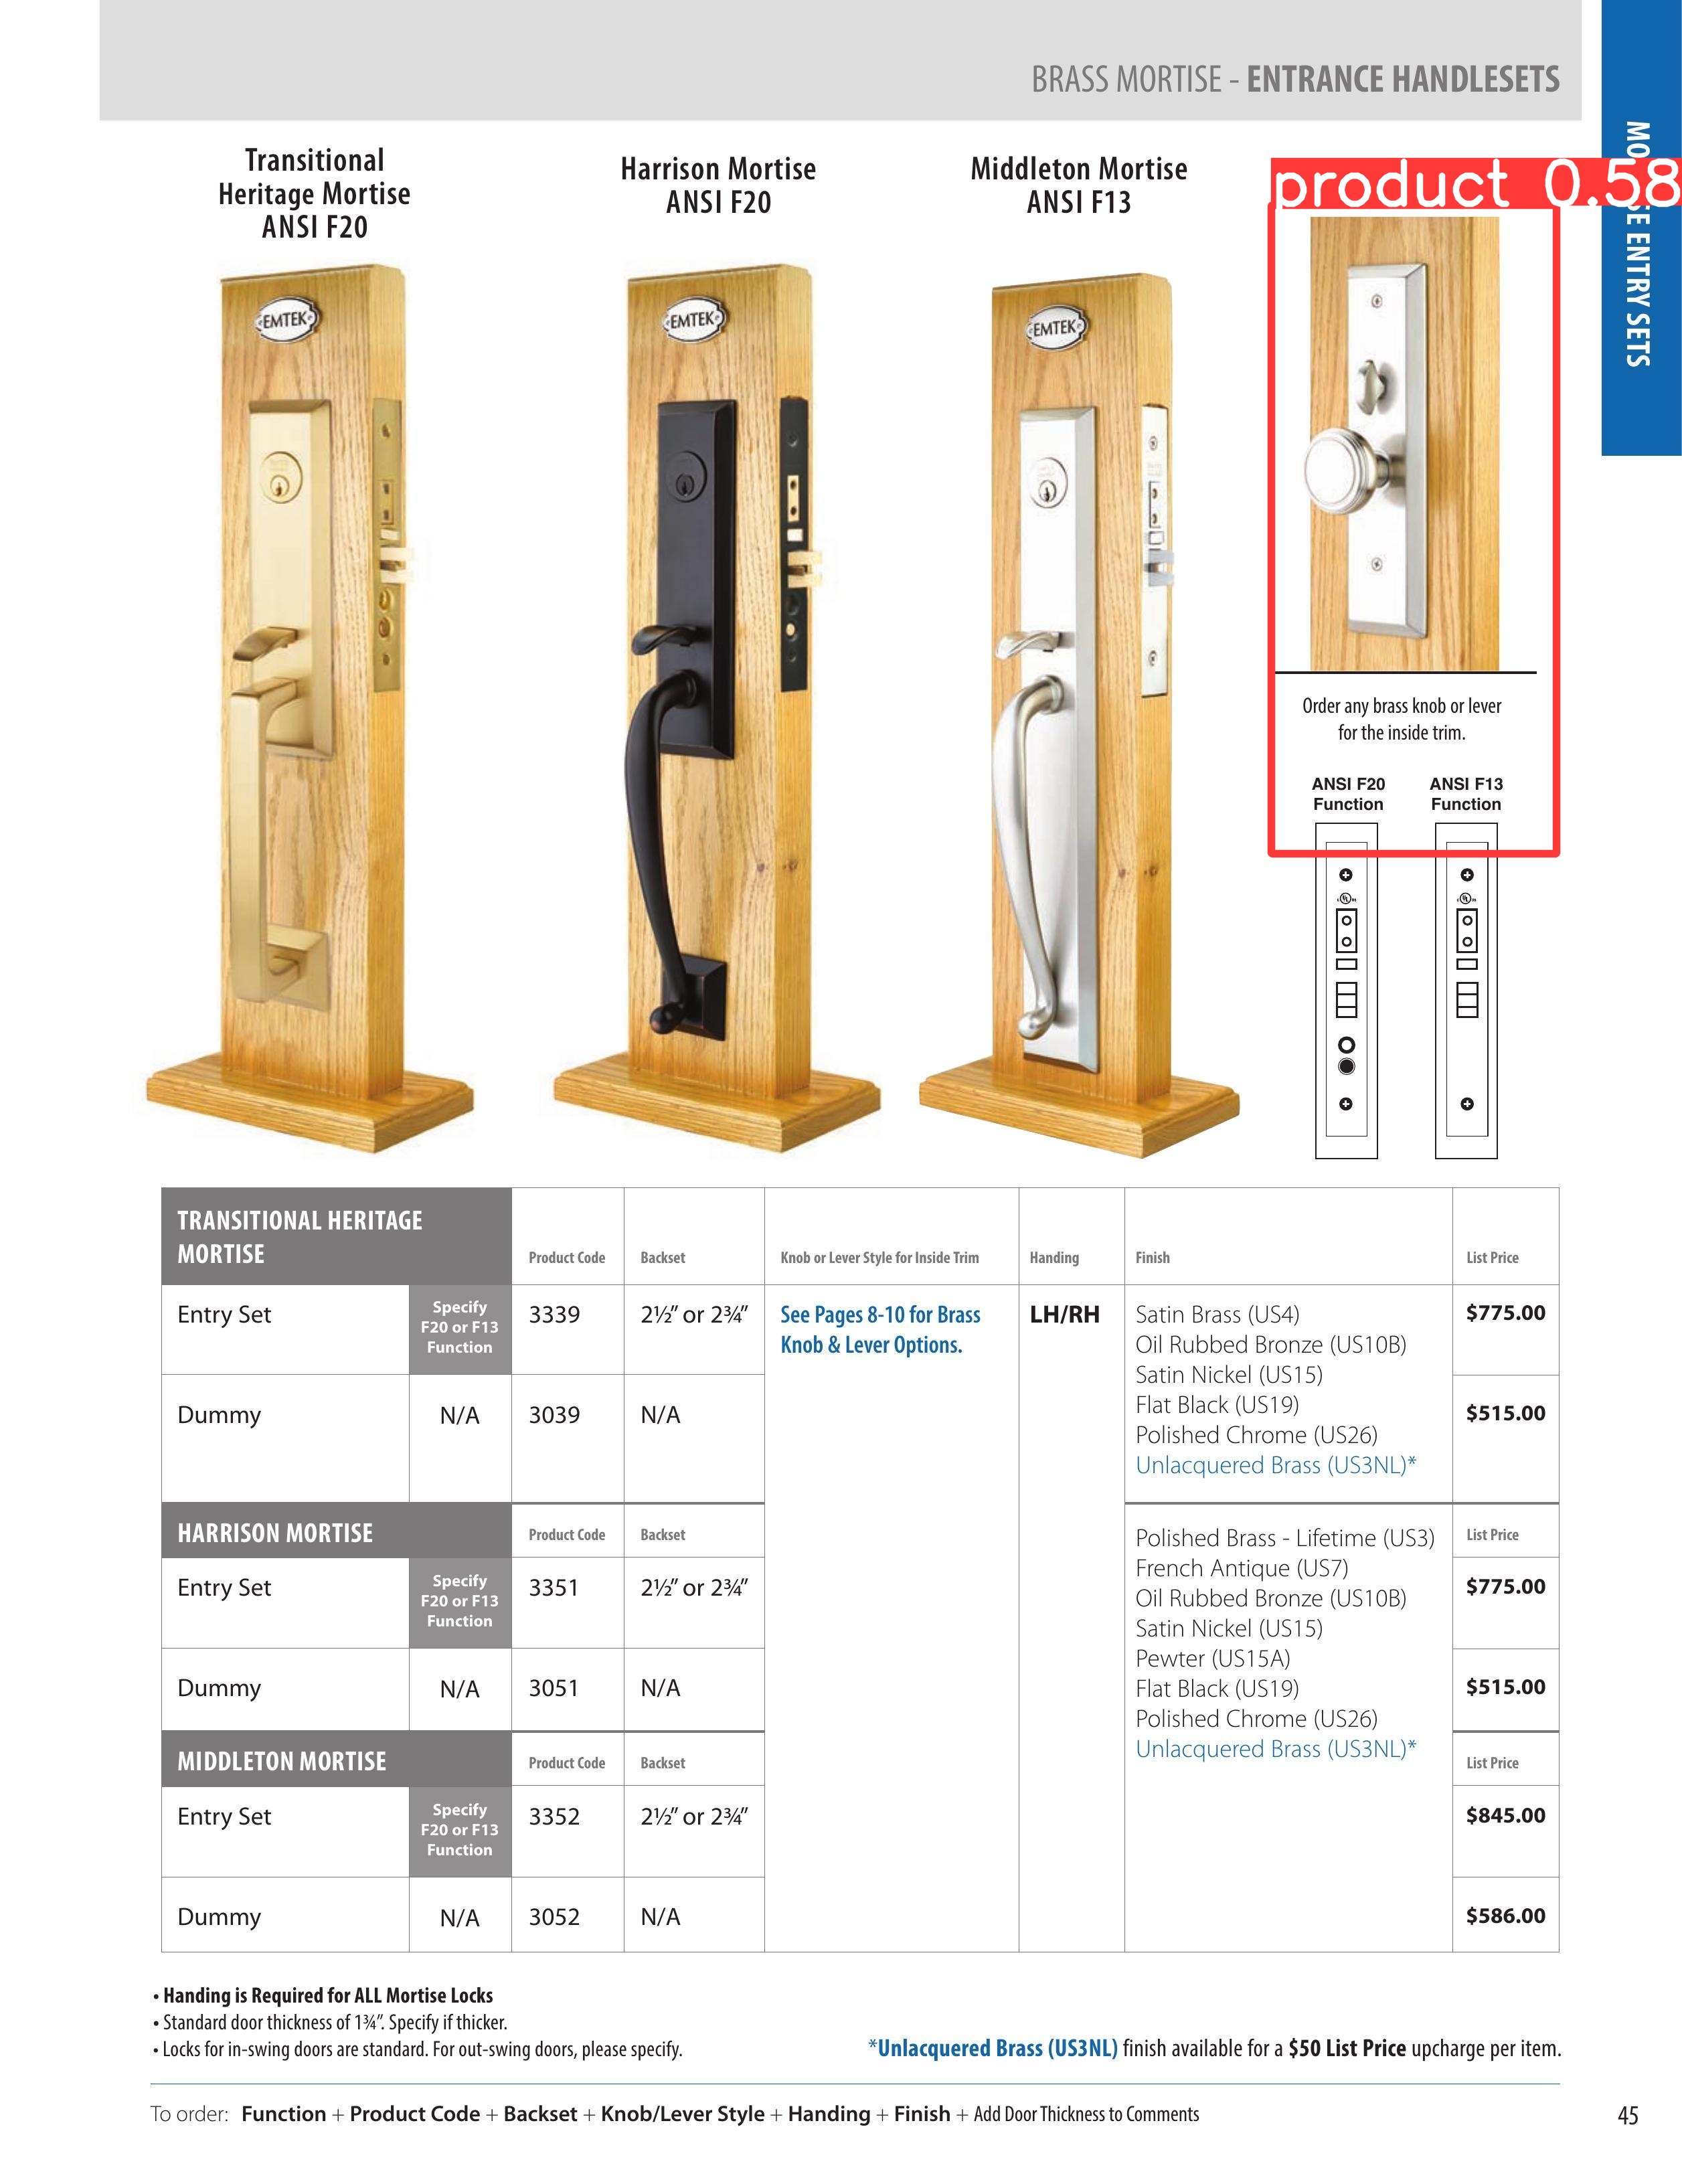 BRASS MORTISE - ENTRANCE HANDLESETS
Transitional
Heritage Mortise
ANSI F20
Harrison Mortise
ANSI F20
Middleton Mortise
ANSI F13
product 0.58
ENTRY SETS
EMTEK
EMTEK
EMTEK
Order any brass knob or lever
for the inside trim.
ANSI F20
Function
ANSI F13
Function
TRANSITIONAL HERITAGE
MORTISE
Product Code
Backset
Knob or Lever Style for Inside Trim
Handing
Finish
List Price
Entry Set
Specify
F20 or F13
Function
3339
2½" or 2¾"
See Pages 8-10 for Brass
Knob & Lever Options.
LH/RH
Satin Brass (US4)
Oil Rubbed Bronze (US10B)
Satin Nickel (US15)
Flat Black (US19)
Polished Chrome (US26)
Unlacquered Brass (US3NL)*
$775.00
Dummy
N/A
3039
N/A
$515.00
HARRISON MORTISE
Product Code
Backset
Polished Brass - Lifetime (US3)
French Antique (US7)
Oil Rubbed Bronze (US10B)
Satin Nickel (US15)
Pewter (US15A)
Flat Black (US19)
Polished Chrome (US26)
Unlacquered Brass (US3NL)*
List Price
Entry Set
Specify
F20 or F13
Function
3351
2½" or 2¾"
$775.00
Dummy
N/A
3051
N/A
$515.00
MIDDLETON MORTISE
Product Code
Backset
List Price
Entry Set
Specify
F20 or F13
Function
3352
2½" or 2¾"
$845.00
Dummy
N/A
3052
N/A
$586.00
• Handing is Required for ALL Mortise Locks
• Standard door thickness of 1¾". Specify if thicker.
• Locks for in-swing doors are standard. For out-swing doors, please specify.
*Unlacquered Brass (US3NL) finish available for a $50 List Price upcharge per item.
To order: Function + Product Code + Backset + Knob/Lever Style + Handing + Finish + Add Door Thickness to Comments
45